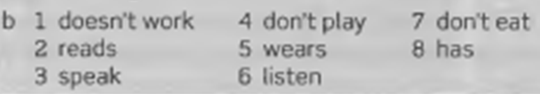 b 1 doesn't work 4 don't play 7 don't eat
2 reads 5 wears 8 has
3 speak 6 listen